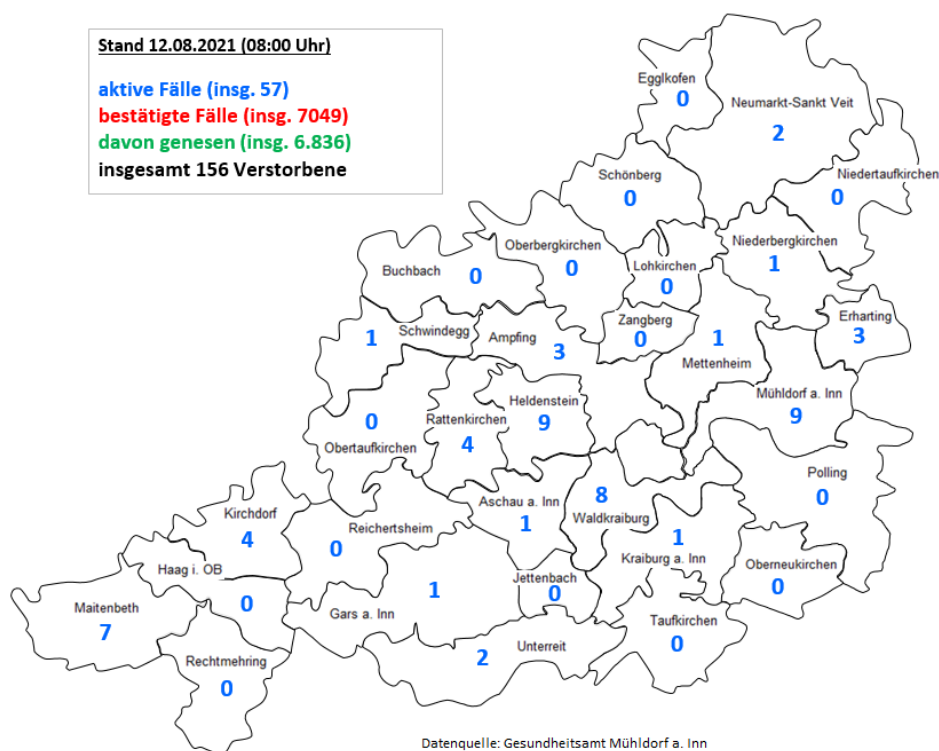 Stand 12.08.2021 (08:00 Uhr)
aktive Fälle (insg. 57)
bestätigte Fälle (insg. 7049)
davon genesen (insg. 6.836)
insgesamt 156 Verstorbene
Egglkofen
0
Neumarkt-Sankt Veit
2
Schönberg
0
Niedertaufkirchen
0
Oberbergkirchen
0
Niederbergkirchen
1
Buchbach
0
Lohkirchen
0
Schwindegg
1
Ampfing
3
Zangberg
0
1
Mettenheim
Erharting
3
0
Obertaufkirchen
Rattenkirchen
4
Heldenstein
9
Mühldorf a. Inn
9
Polling
0
Kirchdorf
4
Reichertsheim
0
Aschau a. Inn
1
8
Waldkraiburg
1
Kraiburg a. Inn
Haag i. OB
0
Jettenbach
0
Oberneukirchen
0
Maitenbeth
7
Gars a. Inn
1
Taufkirchen
0
Rechtmehring
0
Unterreit
2
Datenquelle: Gesundheitsamt Mühldorf a. Inn